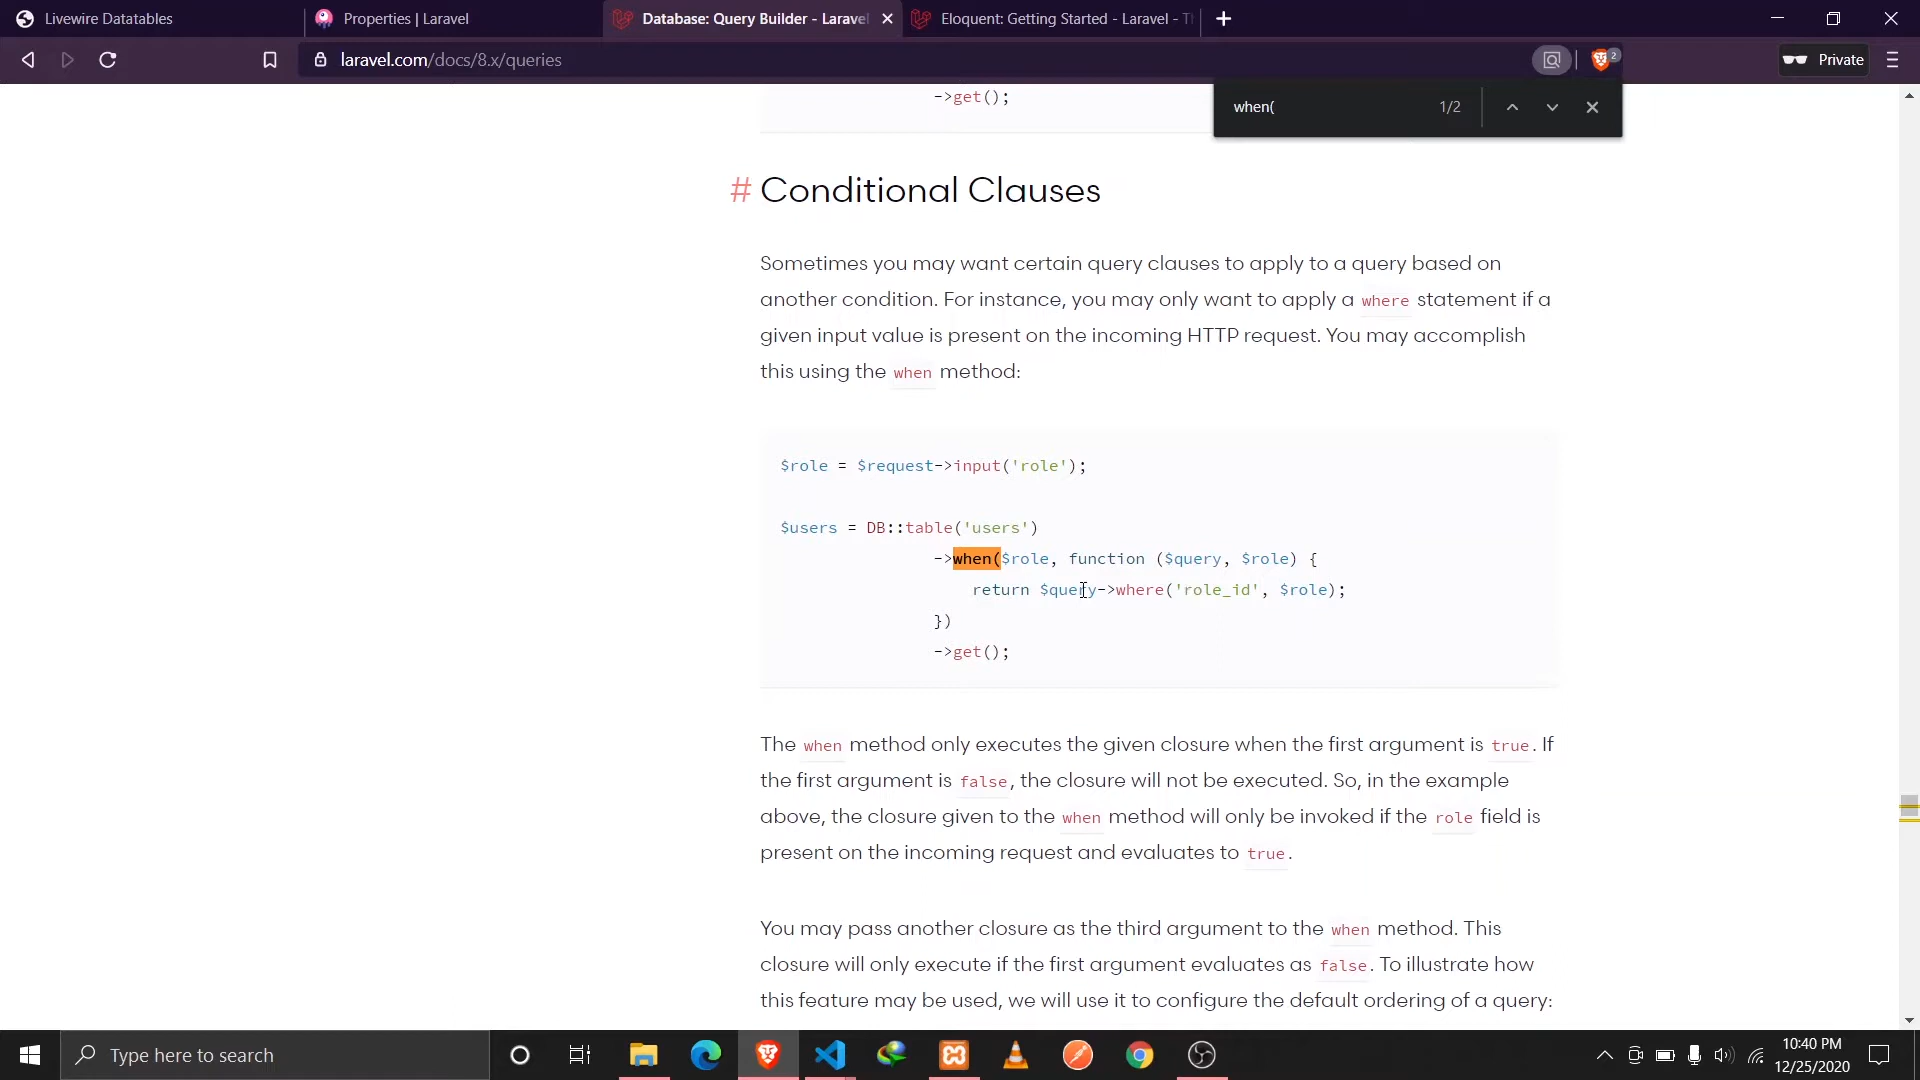 Livewire Datatables
Properties | Laravel
Database: Query Builder - Laravel
Eloquent: Getting Started - Laravel - Th
laravel.com/docs/8.x/queries
2
Private
->get();
when(
1/2
# Conditional Clauses
Sometimes you may want certain query clauses to apply to a query based on
another condition. For instance, you may only want to apply a where statement if a
given input value is present on the incoming HTTP request. You may accomplish
this using the when method:
$role = $request->input('role');
$users = DB::table('users')
->when($role, function ($query, $role) {
return $query->where('role_id', $role);
})
->get();
The when method only executes the given closure when the first argument is true. If
the first argument is false, the closure will not be executed. So, in the example
above, the closure given to the when method will only be invoked if the role field is
present on the incoming request and evaluates to true.
You may pass another closure as the third argument to the when method. This
closure will only execute if the first argument evaluates as false. To illustrate how
this feature may be used, we will use it to configure the default ordering of a query:
Type here to search
10:40 PM
12/25/2020